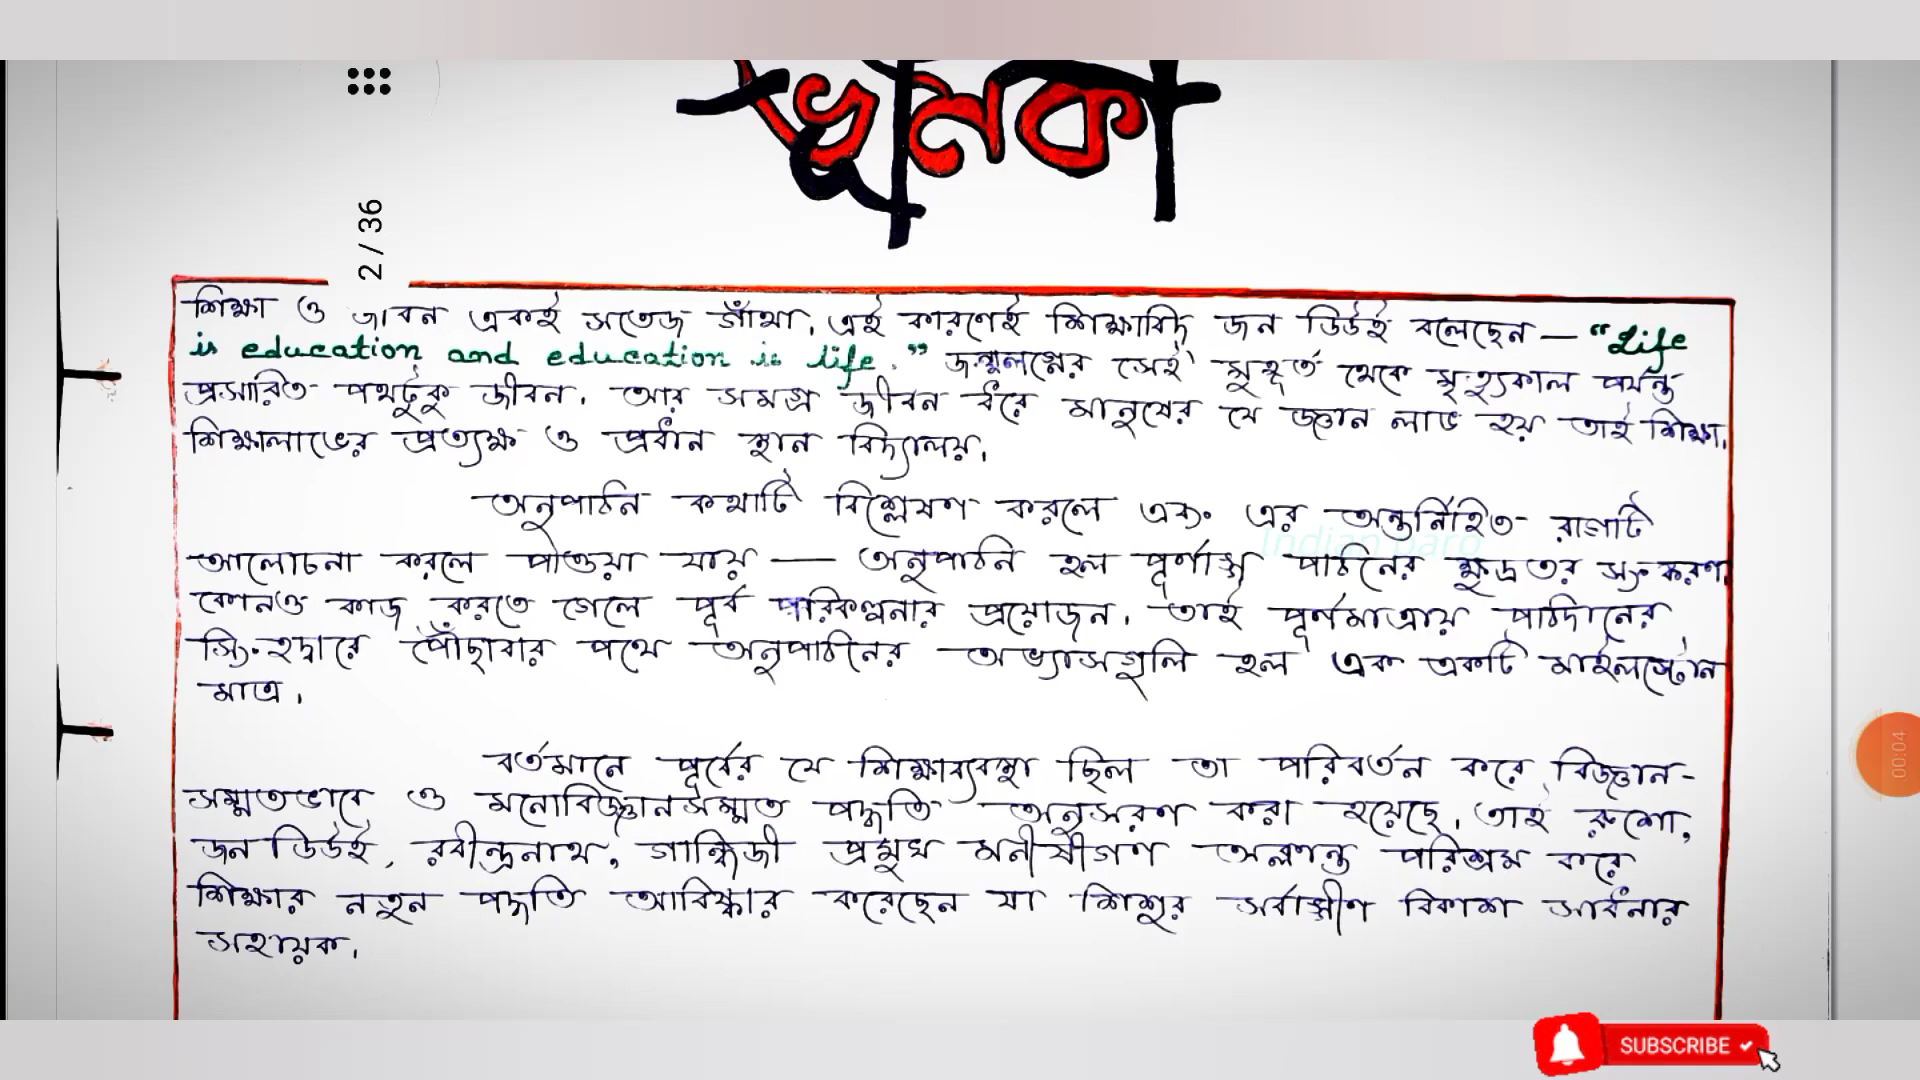 ভূমিকা
2 / 36
শিক্ষা ও জীবন একই সতেজ গাঁথা, এই কারণেই শিক্ষাবিদ জন ডিউই বলেছেন — “Life
is education and education is life.” জন্মলগ্নের সেই মুহূর্ত থেকে মৃত্যুকাল পর্যন্ত
প্রসারিত পথটুকু জীবন. আর সমগ্র জীবন ধরে মানুষের যে জ্ঞান লাভ হয় তাই শিক্ষা.
শিক্ষালাভের প্রত্যক্ষ ও প্রধান স্থান বিদ্যালয়.
অনুপাঠন কথাটি বিশ্লেষণ করলে এবং এর অন্তর্নিহিত
Indian baro
আলোচনা করলে পাওয়া যায় — অনুপাঠন হল পূর্ণাঙ্গ পাঠনের ক্ষুদ্রতর সংস্করণ.
কোনও কাজ করতে গেলে পূর্ব পরিকল্পনার প্রয়োজন. তাই পূর্ণমাত্রায় পাঠদানের
পৌঁছাবার পথে অনুপাঠনের অভ্যাসগুলি হল এক একটি মাইলস্টোন
মাত্র.
বর্তমানে পূর্বের যে শিক্ষাব্যবস্থা ছিল তা পরিবর্তন করে বিজ্ঞান-
সম্মতভাবে ও মনোবিজ্ঞানসম্মত পদ্ধতি অনুসরণ করা হয়েছে. তাই রুশো,
জন ডিউই, রবীন্দ্রনাথ, গান্ধিজী প্রমুখ মনীষীগণ অক্লান্ত পরিশ্রম করে
শিক্ষার নতুন পদ্ধতি আবিষ্কার করেছেন যা শিশুর সর্বাঙ্গীণ বিকাশ সাধনার
সহায়ক.
00:04
SUBSCRIBE